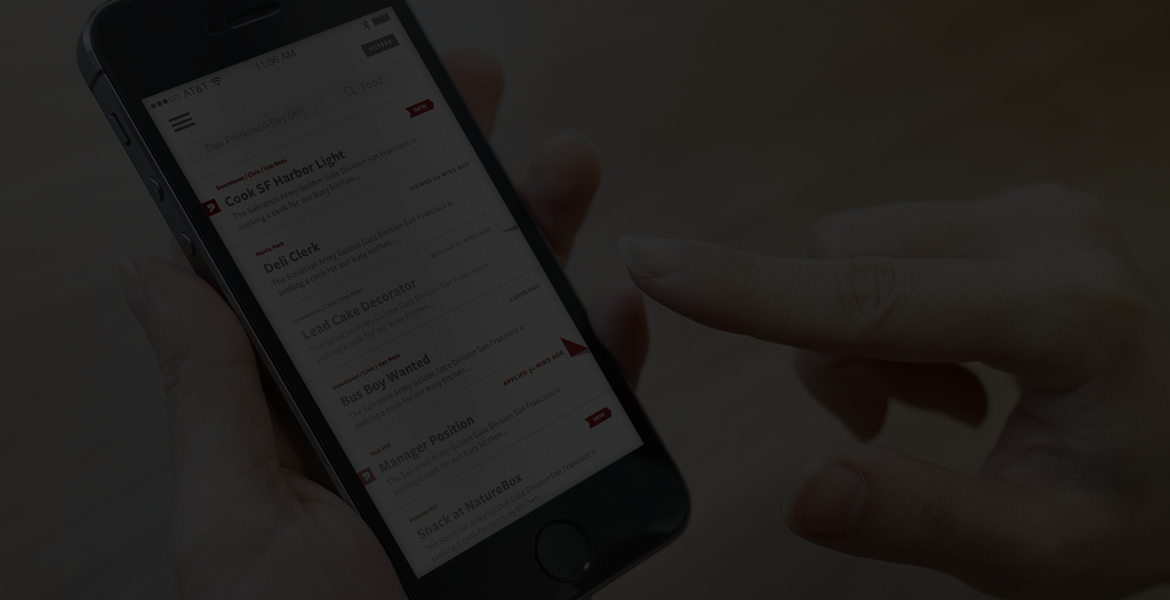 AT&T
11:56 AM
FILTERS
San Francisco Bay (All)
Food
NEW
Downtown / Civic / Van Ness
Cook SF Harbor Light
The Salvation Army Golden Gate Division San Francisco is
seeking a cook for our busy kitchen...
VIEWED 10 MINS AGO
Menlo Park
Deli Clerk
The Salvation Army Golden Gate Division San Francisco is
seeking a cook for our busy kitchen...
APPLIED 32 MINS AGO
Downtown / Civic / Van Ness
Lead Cake Decorator
The Salvation Army Golden Gate Division San Francisco is
seeking a cook for our busy kitchen...
Downtown / Civic / Van Ness
Bus Boy Wanted
The Salvation Army Golden Gate Division San Francisco is
seeking a cook for our busy kitchen...
APPLIED 32 MINS AGO
Manager Position
The Salvation Army Golden Gate Division San Francisco is
seeking a cook for our busy kitchen...
NEW
Snack at NatureBox
The Salvation Army Golden Gate Division San Francisco is
seeking a cook for our busy kitchen...